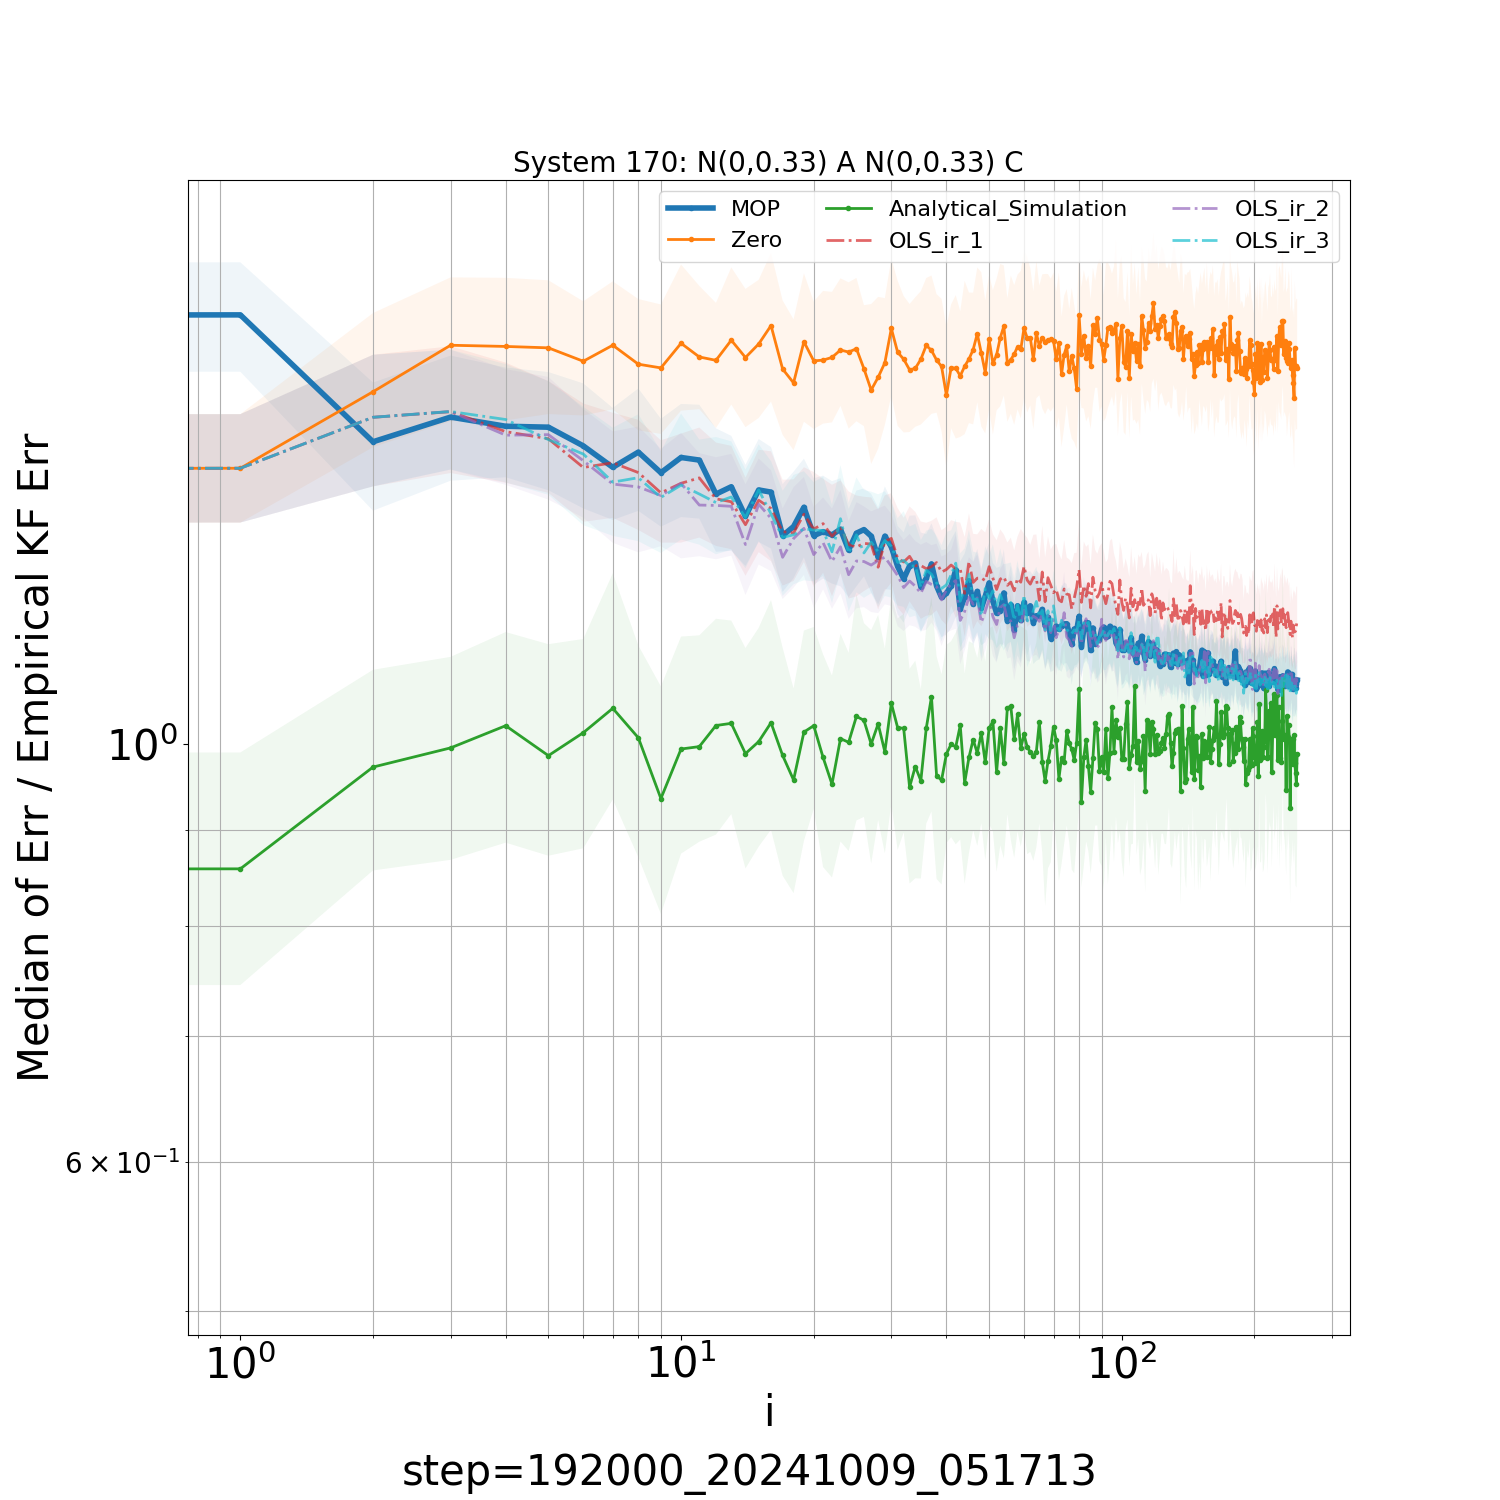 System 170: N(0,0.33) A N(0,0.33) C
MOP
Zero
Analytical_Simulation
OLS_ir_1
OLS_ir_2
OLS_ir_3
Median of Err / Empirical KF Err
10⁰
6 × 10⁻¹
10⁰ 10¹ 10²
i
step=192000_20241009_051713